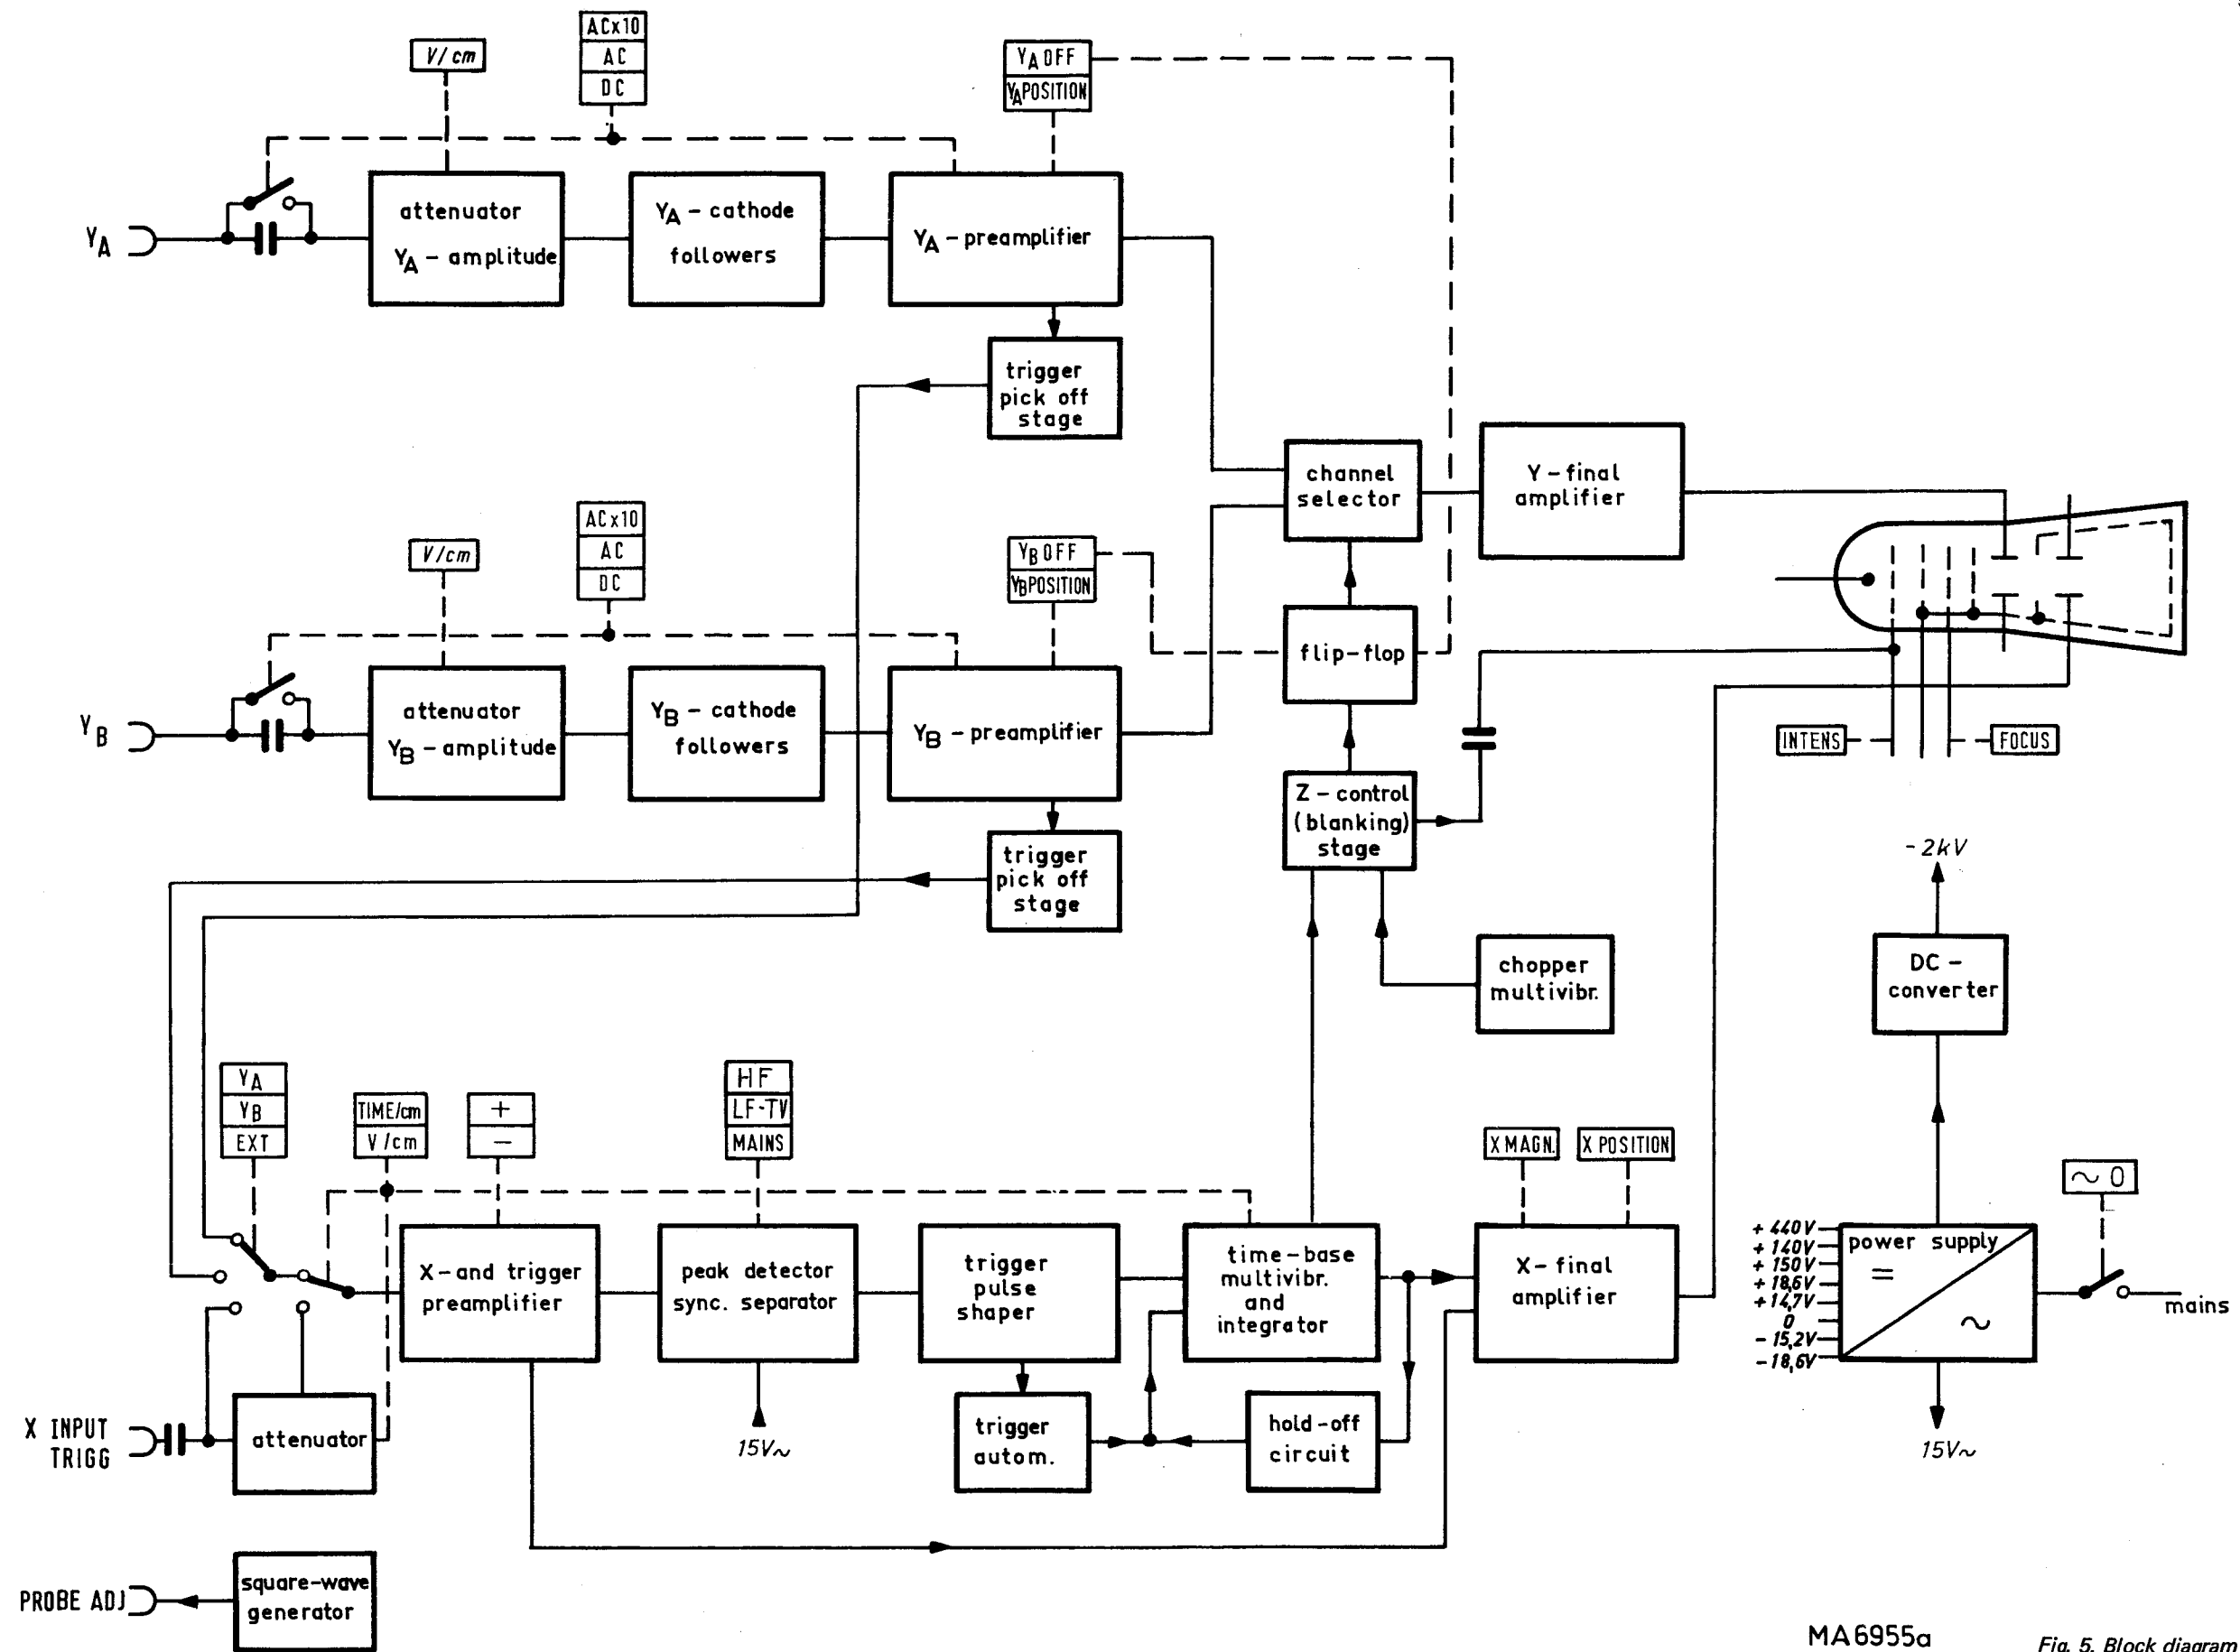 V/cm
ACx10
AC
DC
YA OFF
YA POSITION
YA
attenuator
YA – amplitude
YA – cathode
followers
YA – preamplifier
trigger
pick off
stage
channel
selector
Y – final
amplifier
V/cm
ACx10
AC
DC
YB OFF
YB POSITION
flip-flop
YB
attenuator
YB – amplitude
YB – cathode
followers
YB – preamplifier
INTENS
FOCUS
Z – control
(blanking)
stage
trigger
pick off
stage
- 2kV
chopper
multivibr.
DC –
converter
YA
YB
EXT
TIME/cm
V/cm
+
—
HF
LF-TV
MAINS
X MAGN.
X POSITION
~ 0
X – and trigger
preamplifier
peak detector
sync. separator
trigger
pulse
shaper
time-base
multivibr.
and
integrator
X – final
amplifier
+ 440V
+ 140V
+ 150V
+ 18,6V
+ 14,7V
0
- 15,2V
- 18,6V
power supply
=
~
mains
X INPUT
TRIGG
attenuator
15V~
trigger
autom.
hold-off
circuit
15V~
PROBE ADJ
square-wave
generator
MA6955a
Fig. 5. Block diagram